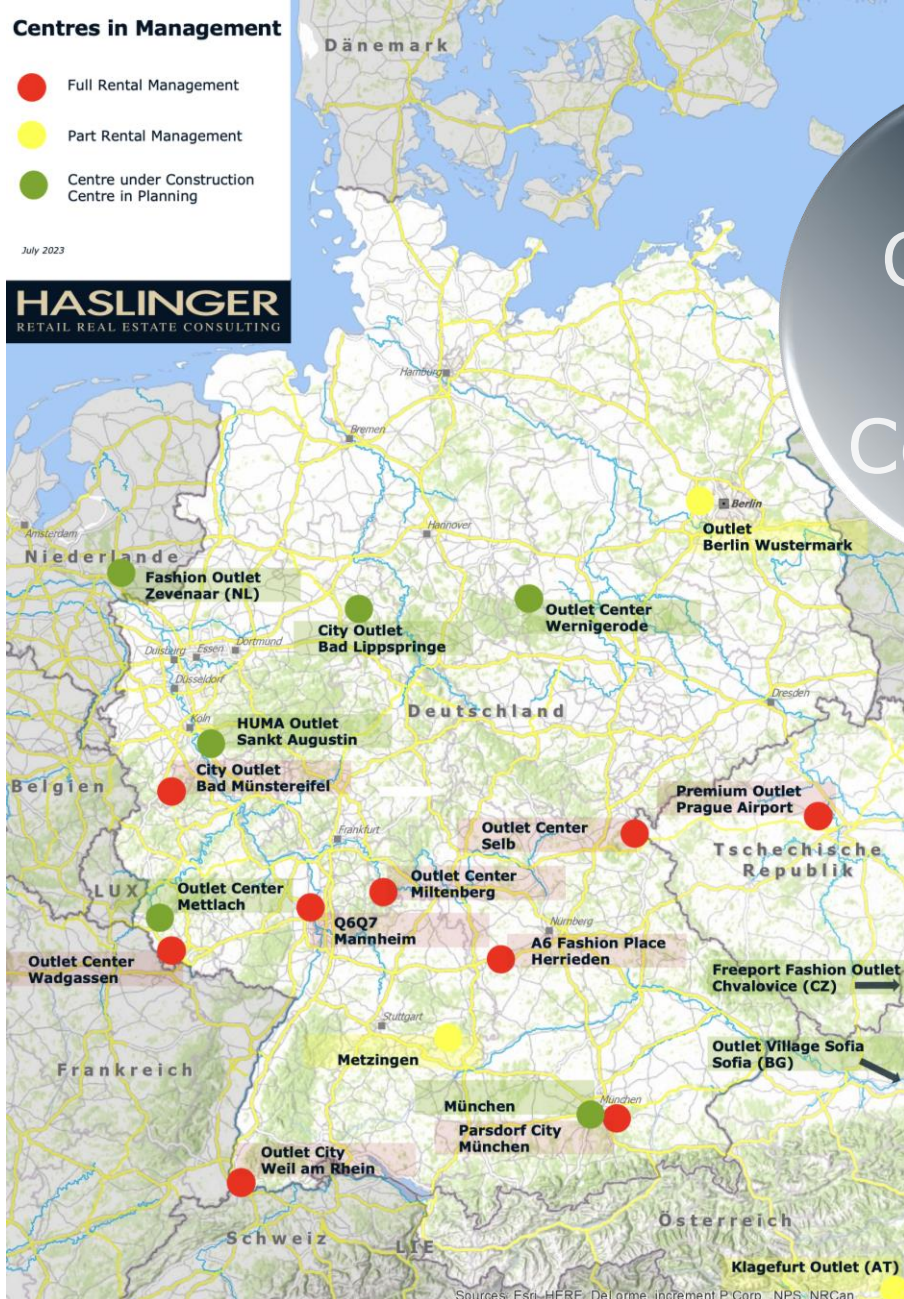 Centres in Management
Full Rental Management
Part Rental Management
Centre under Construction
Centre in Planning
July 2023
HASLINGER
RETAIL REAL ESTATE CONSULTING
Dänemark
Hamburg
Bremen
Berlin
Outlet
Berlin Wustermark
Amsterdam
Hannover
Niederlande
Fashion Outlet
Zevenaar (NL)
City Outlet
Bad Lippspringe
Outlet Center
Wernigerode
Duisburg
Essen
Dortmund
Düsseldorf
Dresden
Deutschland
Köln
HUMA Outlet
Sankt Augustin
City Outlet
Bad Münstereifel
Belgien
Premium Outlet
Prague Airport
Frankfurt
Outlet Center
Selb
Tschechische
Republik
Outlet Center
Miltenberg
LUX
Outlet Center
Mettlach
Q6Q7
Mannheim
Nürnberg
A6 Fashion Place
Herrieden
Outlet Center
Wadgassen
Freeport Fashion Outlet
Chvalovice (CZ)
Stuttgart
Metzingen
Outlet Village Sofia
Sofia (BG)
Frankreich
München
München
Parsdorf City
München
Outlet City
Weil am Rhein
Schweiz
LIE
Österreich
Klagefurt Outlet (AT)
Sources: Esri, HERE, DeLorme, increment P Corp., NPS, NRCan